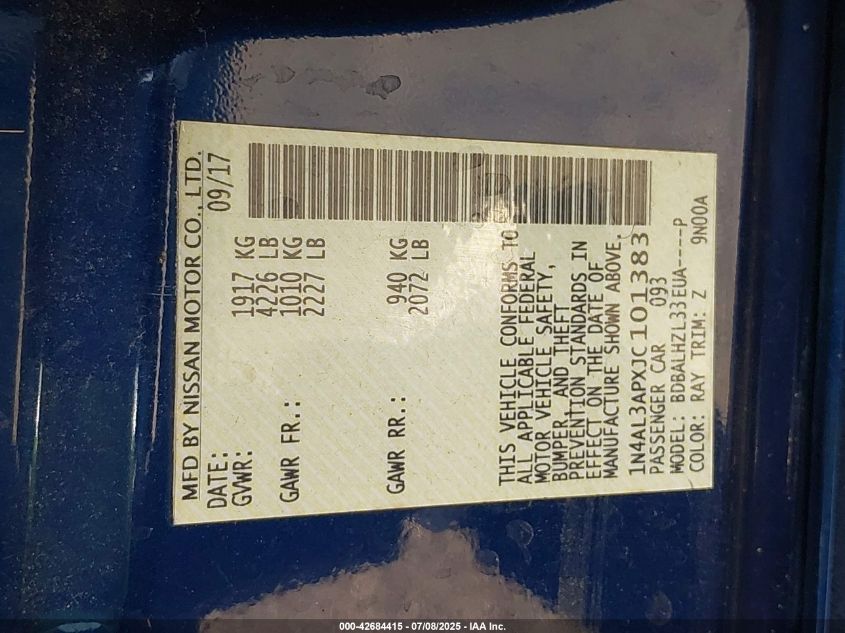 MFD BY NISSAN MOTOR CO., LTD.
DATE: 09/17
GVWR: 1917 KG
4226 LB
GAWR FR.: 1010 KG
2227 LB
GAWR RR.: 940 KG
2072 LB
THIS VEHICLE CONFORMS TO
ALL APPLICABLE FEDERAL
MOTOR VEHICLE SAFETY,
BUMPER, AND THEFT
PREVENTION STANDARDS IN
EFFECT ON THE DATE OF
MANUFACTURE SHOWN ABOVE.
1N4AL3APXJC101383
PASSENGER CAR 093
MODEL: BDBALHZL33EUA-----P
COLOR: RAY TRIM: Z 9N00A
000-42684415 - 07/08/2025 - IAA Inc.